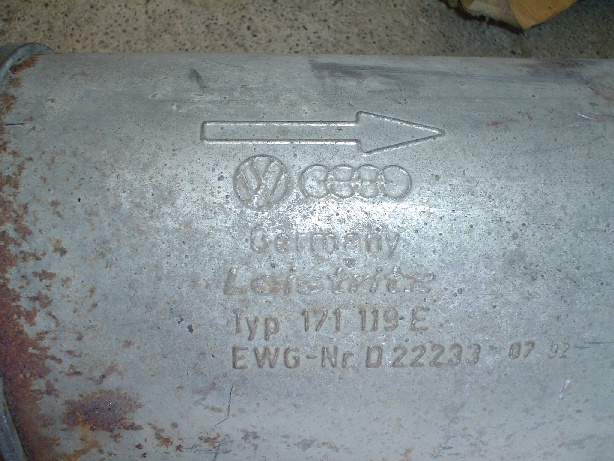 Germany
Leistritz
Typ 171 119-E
EWG-Nr. D 22233 07 92